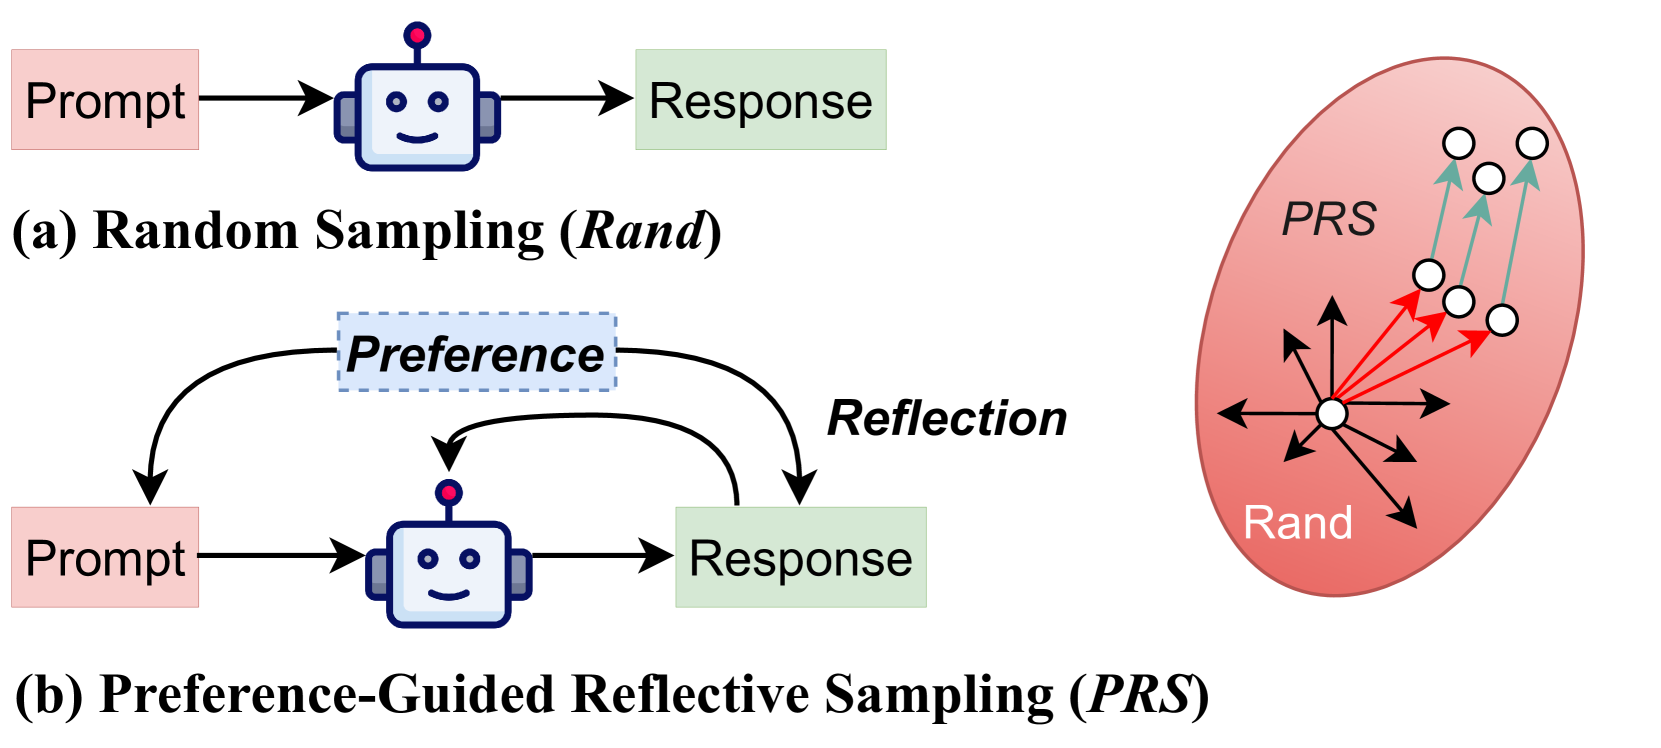 Prompt
Response
(a) Random Sampling (Rand)
Preference
Reflection
Prompt
Response
(b) Preference-Guided Reflective Sampling (PRS)
PRS
Rand